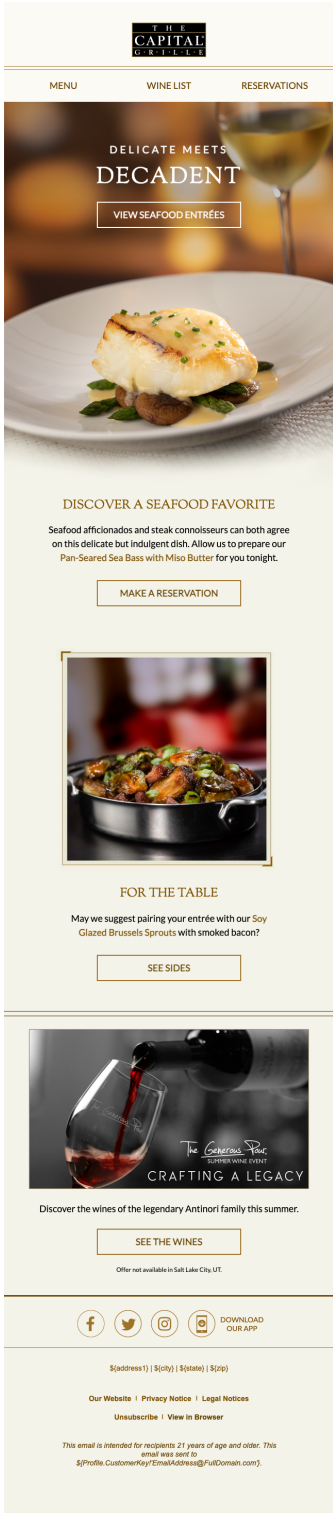 THE
CAPITAL
GRILLE
MENU
WINE LIST
RESERVATIONS
DELICATE MEETS
DECADENT
VIEW SEAFOOD ENTRÉES
DISCOVER A SEAFOOD FAVORITE
Seafood afficionados and steak connoisseurs can both agree
on this delicate but indulgent dish. Allow us to prepare our
Pan-Seared Sea Bass with Miso Butter for you tonight.
MAKE A RESERVATION
FOR THE TABLE
May we suggest pairing your entrée with our Soy
Glazed Brussels Sprouts with smoked bacon?
SEE SIDES
The Generous Pour
The Generous Pour
SUMMER WINE EVENT
CRAFTING A LEGACY
Discover the wines of the legendary Antinori family this summer.
SEE THE WINES
Offer not available in Salt Lake City, UT.
DOWNLOAD
OUR APP
${address1} | ${city} | ${state} | ${zip}
Our Website | Privacy Notice | Legal Notices
Unsubscribe | View in Browser
This email is intended for recipients 21 years of age and older. This
email was sent to
${Profile.CustomerKey!'EmailAddress@FullDomain.com'}.